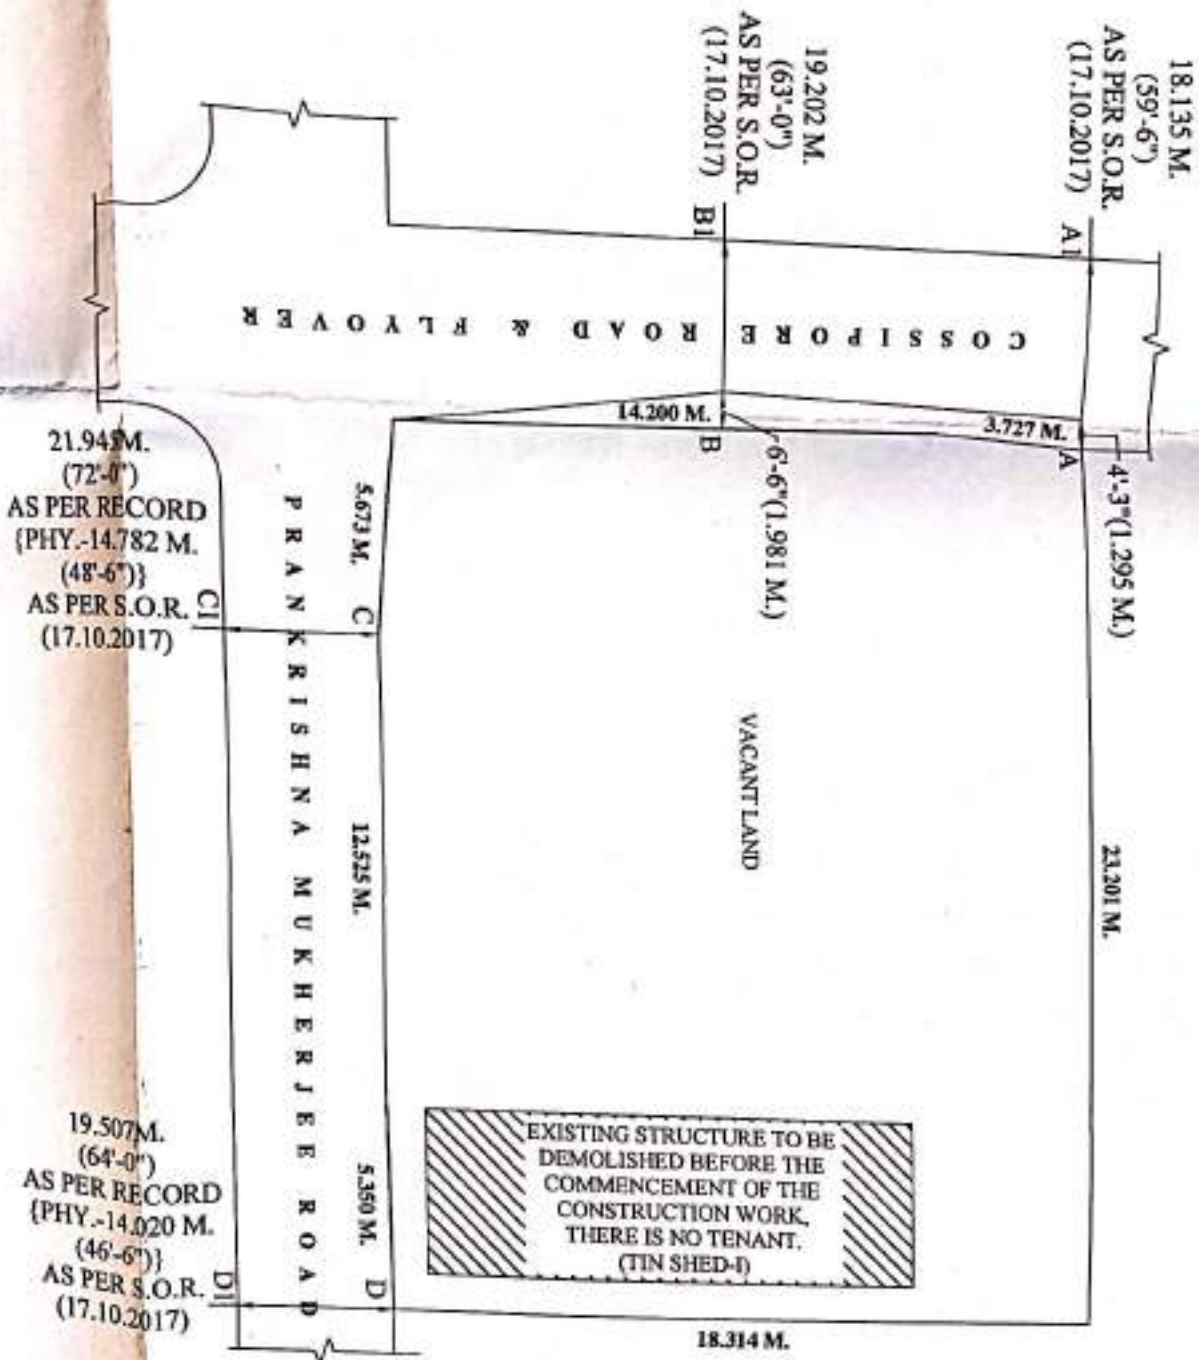 18.135 M.
(59'-6")
AS PER S.O.R.
(17.10.2017)
19.202 M.
(63'-0")
AS PER S.O.R.
(17.10.2017)
A1
B1
COSSIPORE ROAD & FLYOVER
14.200 M.
3.727 M.
B
A
6'-6"(1.981 M.)
4'-3"(1.295 M.)
21.945M.
(72'-0")
AS PER RECORD
{PHY.-14.782 M.
(48'-6")}
AS PER S.O.R.
(17.10.2017)
C1
C
5.673 M.
PRANKRISHNA MUKHERJEE ROAD
12.525 M.
VACANT LAND
23.201 M.
EXISTING STRUCTURE TO BE
DEMOLISHED BEFORE THE
COMMENCEMENT OF THE
CONSTRUCTION WORK,
THERE IS NO TENANT.
(TIN SHED-I)
5.350 M.
19.507M.
(64'-0")
AS PER RECORD
{PHY.-14.020 M.
(46'-6")}
AS PER S.O.R.
(17.10.2017)
D1
D
18.314 M.